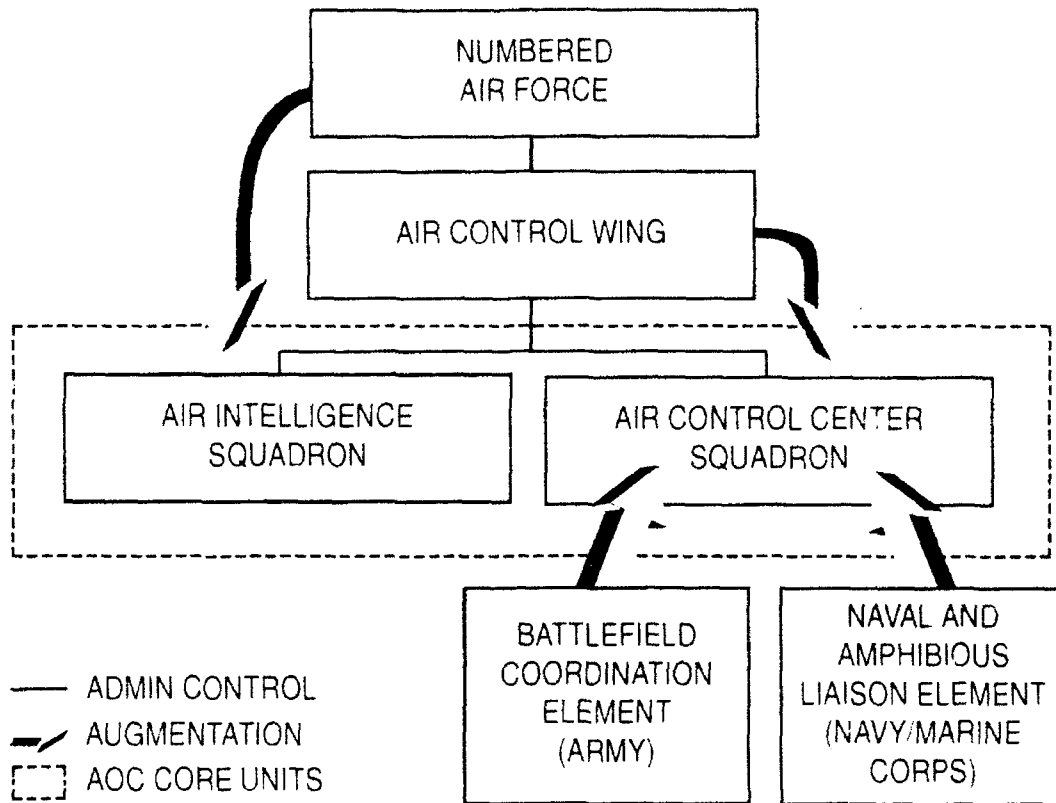 NUMBERED
AIR FORCE
AIR CONTROL WING
AIR INTELLIGENCE
SQUADRON
AIR CONTROL CENTER
SQUADRON
BATTLEFIELD
COORDINATION
ELEMENT
(ARMY)
NAVAL AND
AMPHIBIOUS
LIAISON ELEMENT
(NAVY/MARINE
CORPS)
ADMIN CONTROL
AUGMENTATION
AOC CORE UNITS